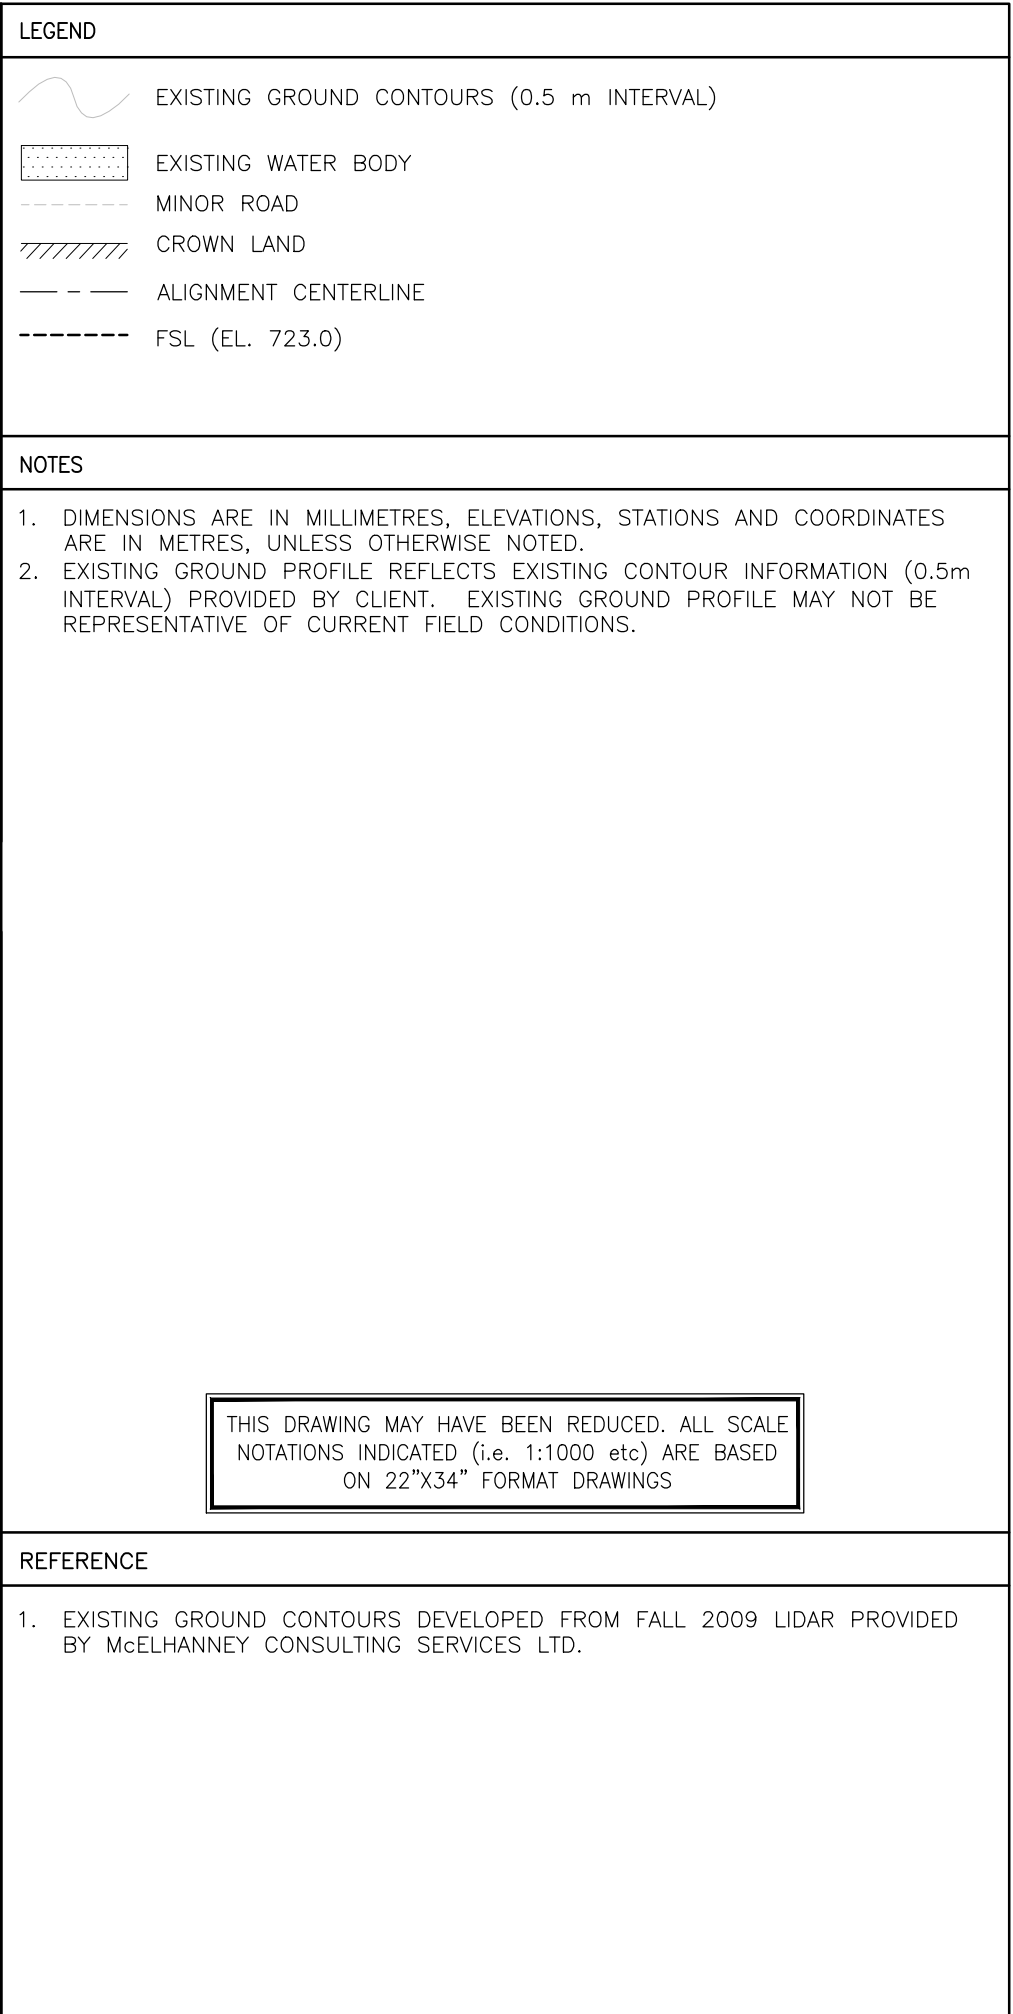 LEGEND
EXISTING GROUND CONTOURS (0.5 m INTERVAL)
EXISTING WATER BODY
MINOR ROAD
CROWN LAND
ALIGNMENT CENTERLINE
FSL (EL. 723.0)
NOTES
1. DIMENSIONS ARE IN MILLIMETRES, ELEVATIONS, STATIONS AND COORDINATES
ARE IN METRES, UNLESS OTHERWISE NOTED.
2. EXISTING GROUND PROFILE REFLECTS EXISTING CONTOUR INFORMATION (0.5m
INTERVAL) PROVIDED BY CLIENT. EXISTING GROUND PROFILE MAY NOT BE
REPRESENTATIVE OF CURRENT FIELD CONDITIONS.
THIS DRAWING MAY HAVE BEEN REDUCED. ALL SCALE
NOTATIONS INDICATED (i.e. 1:1000 etc) ARE BASED
ON 22"X34" FORMAT DRAWINGS
REFERENCE
1. EXISTING GROUND CONTOURS DEVELOPED FROM FALL 2009 LIDAR PROVIDED
BY McELHANNEY CONSULTING SERVICES LTD.